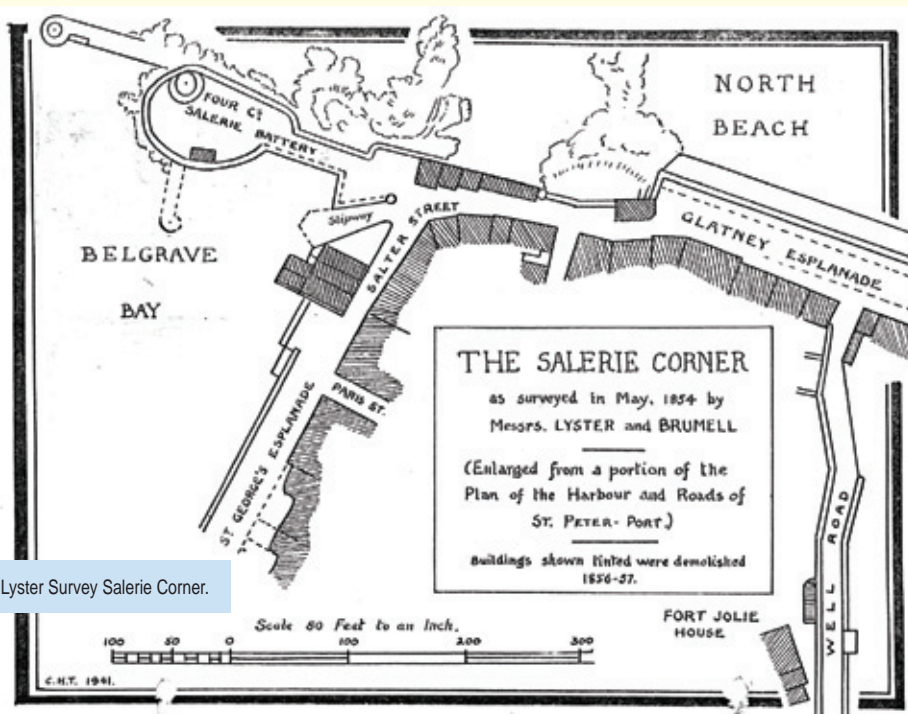 NORTH
BEACH
FOUR GS
SALERIE BATTERY
BELGRAVE
BAY
Slipway
SALTER STREET
GLATNEY ESPLANADE
PARIS ST.
ST GEORGE'S ESPLANADE
THE SALERIE CORNER
as surveyed in May, 1854 by
Messrs. LYSTER and BRUMELL
(Enlarged from a portion of the
Plan of the Harbour and Roads of
ST. PETER-PORT.)
Buildings shown tinted were demolished
1856-57.
WELL ROAD
FORT JOLIE
HOUSE
Lyster Survey Salerie Corner.
Scale 80 Feet to an Inch.
100 50 0 100 200 300
C.H.T. 1941.